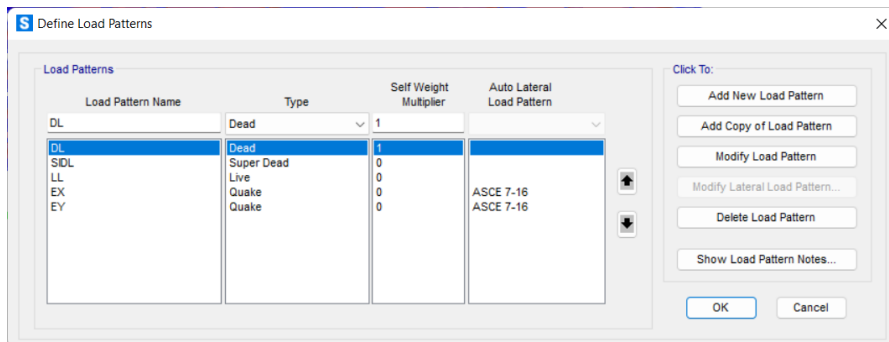 S Define Load Patterns
Load Patterns
Load Pattern Name Type Self Weight Multiplier Auto Lateral Load Pattern
DL Dead 1
DL Dead 1
SIDL Super Dead 0
LL Live 0
EX Quake 0 ASCE 7-16
EY Quake 0 ASCE 7-16
Click To:
Add New Load Pattern
Add Copy of Load Pattern
Modify Load Pattern
Modify Lateral Load Pattern...
Delete Load Pattern
Show Load Pattern Notes...
OK Cancel